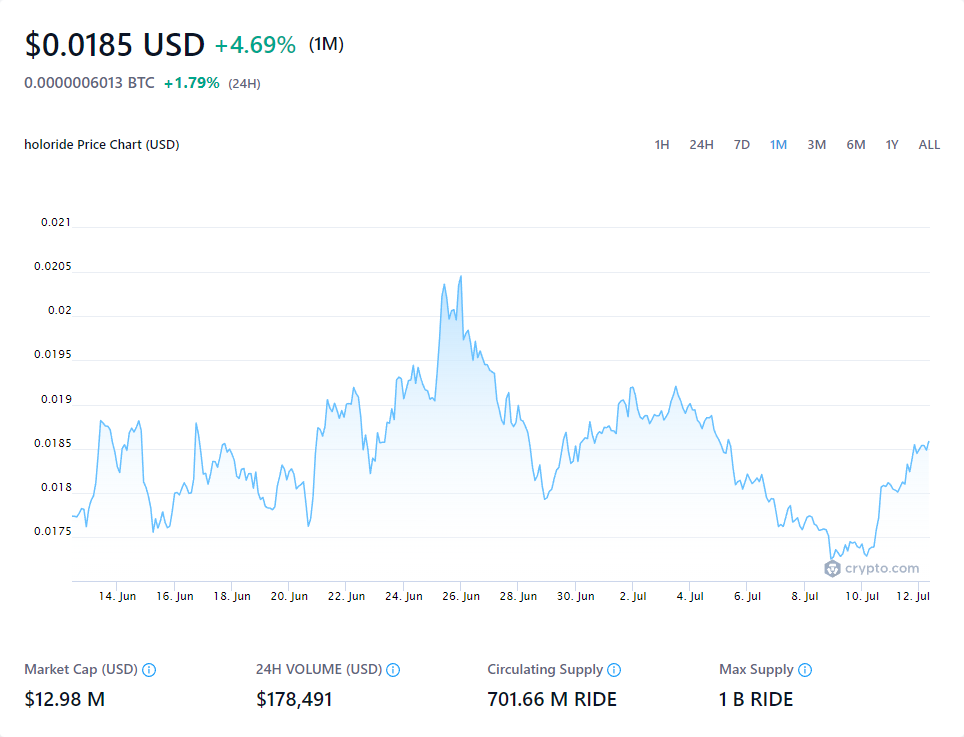 $0.0185 USD +4.69% (1M)
0.0000006013 BTC +1.79% (24H)
holoride Price Chart (USD) 1H 24H 7D 1M 3M 6M 1Y ALL
0.021
0.0205
0.02
0.0195
0.019
0.0185
0.018
0.0175
crypto.com
14. Jun 16. Jun 18. Jun 20. Jun 22. Jun 24. Jun 26. Jun 28. Jun 30. Jun 2. Jul 4. Jul 6. Jul 8. Jul 10. Jul 12. Jul
Market Cap (USD) 24H VOLUME (USD) Circulating Supply Max Supply
$12.98 M $178,491 701.66 M RIDE 1 B RIDE